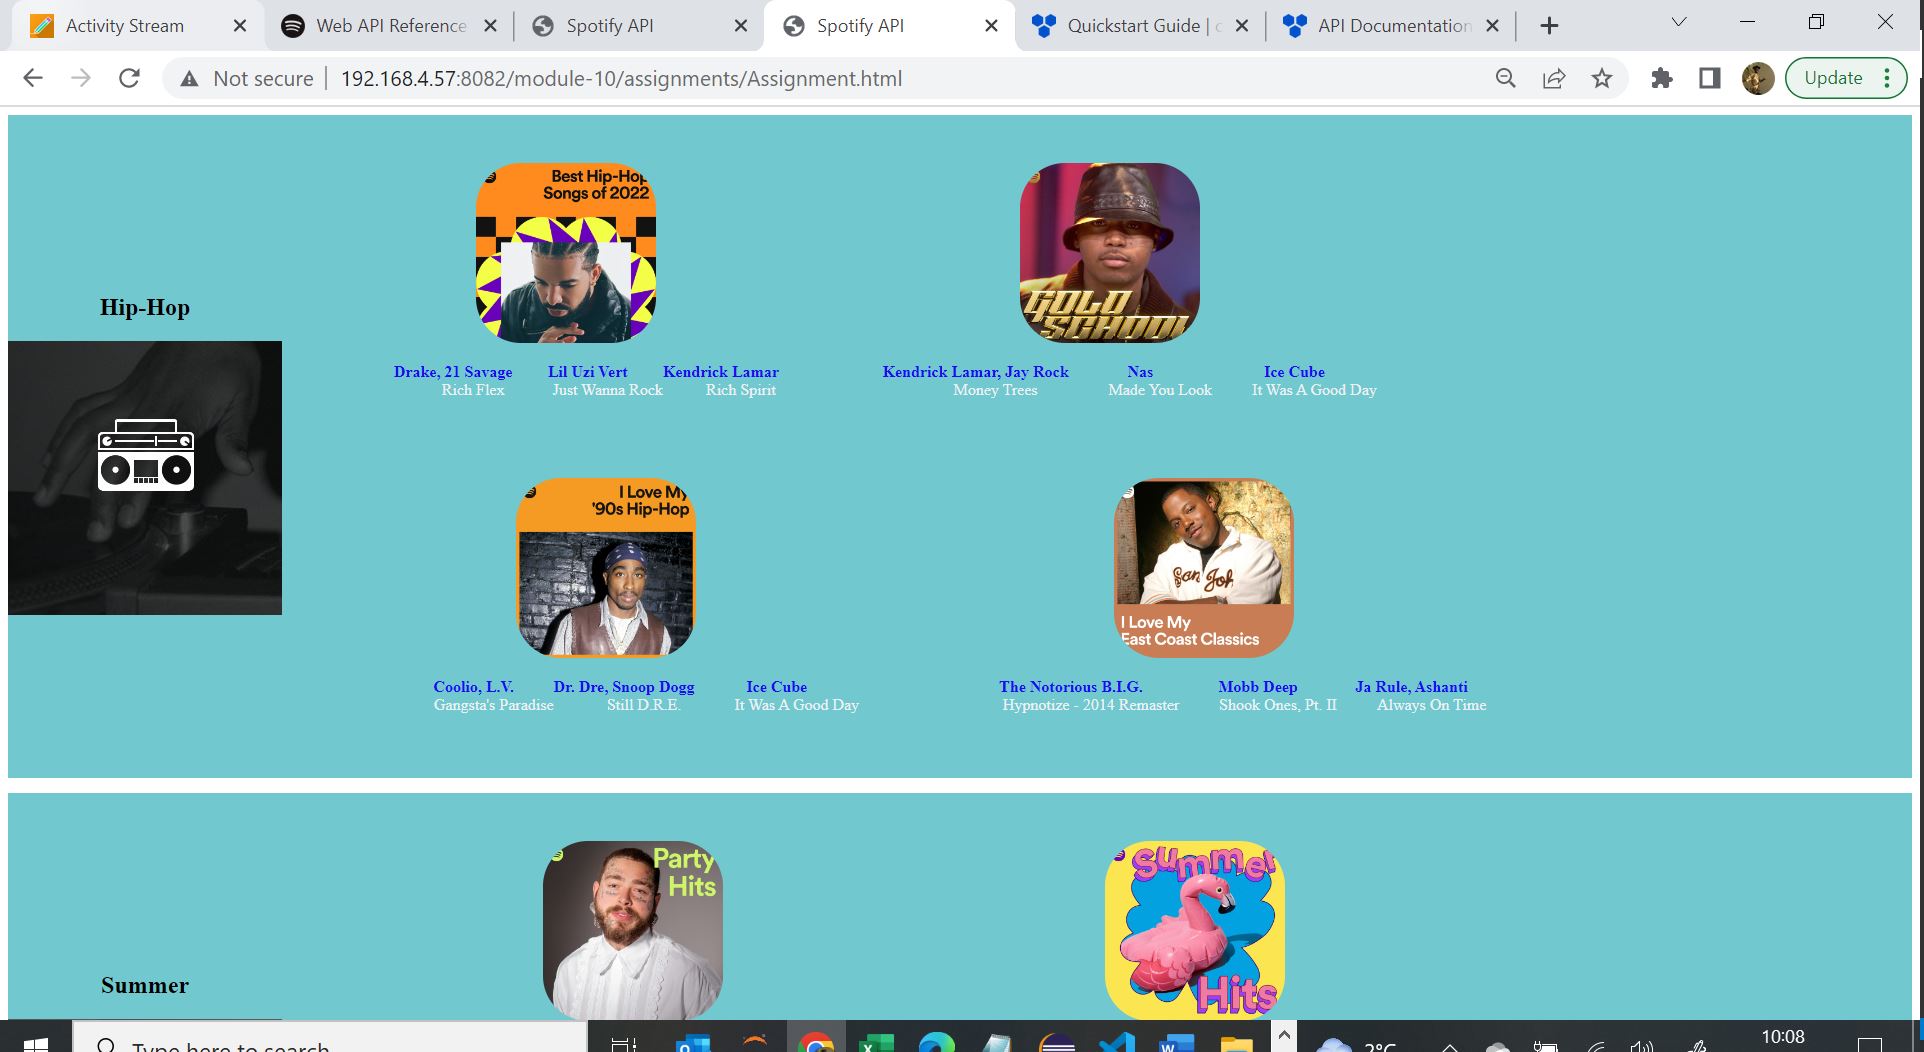 Activity Stream
Web API Reference
Spotify API
Spotify API
Quickstart Guide |
API Documentation
Not secure
192.168.4.57:8082/module-10/assignments/Assignment.html
Update
Best Hip-Hop
Songs of 2022
GOLD
SCHOOL
Hip-Hop
Drake, 21 Savage Lil Uzi Vert Kendrick Lamar
Rich Flex Just Wanna Rock Rich Spirit
Kendrick Lamar, Jay Rock Nas Ice Cube
Money Trees Made You Look It Was A Good Day
I Love My
'90s Hip-Hop
San Joh
I Love My
East Coast Classics
Coolio, L.V. Dr. Dre, Snoop Dogg Ice Cube
Gangsta's Paradise Still D.R.E. It Was A Good Day
The Notorious B.I.G. Mobb Deep Ja Rule, Ashanti
Hypnotize - 2014 Remaster Shook Ones, Pt. II Always On Time
Party
Hits
Summer
Hits
Summer
Type here to search
2°C
10:08